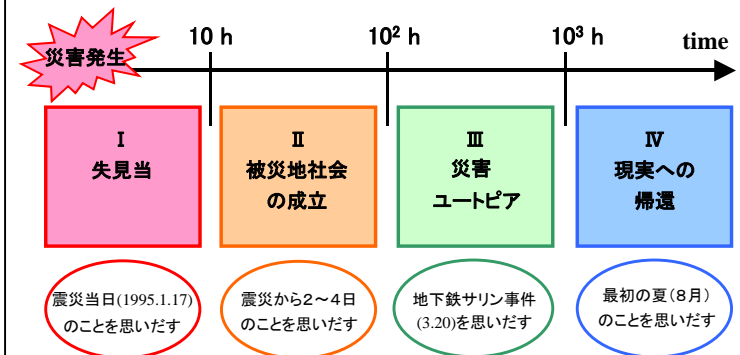 災害発生
10 h
10² h
10³ h
time
Ⅰ
失見当
Ⅱ
被災地社会
の成立
Ⅲ
災害
ユートピア
Ⅳ
現実への
帰還
震災当日(1995.1.17)
のことを思いだす
震災から２～４日
のことを思いだす
地下鉄サリン事件
(3.20)を思いだす
最初の夏(８月)
のことを思いだす